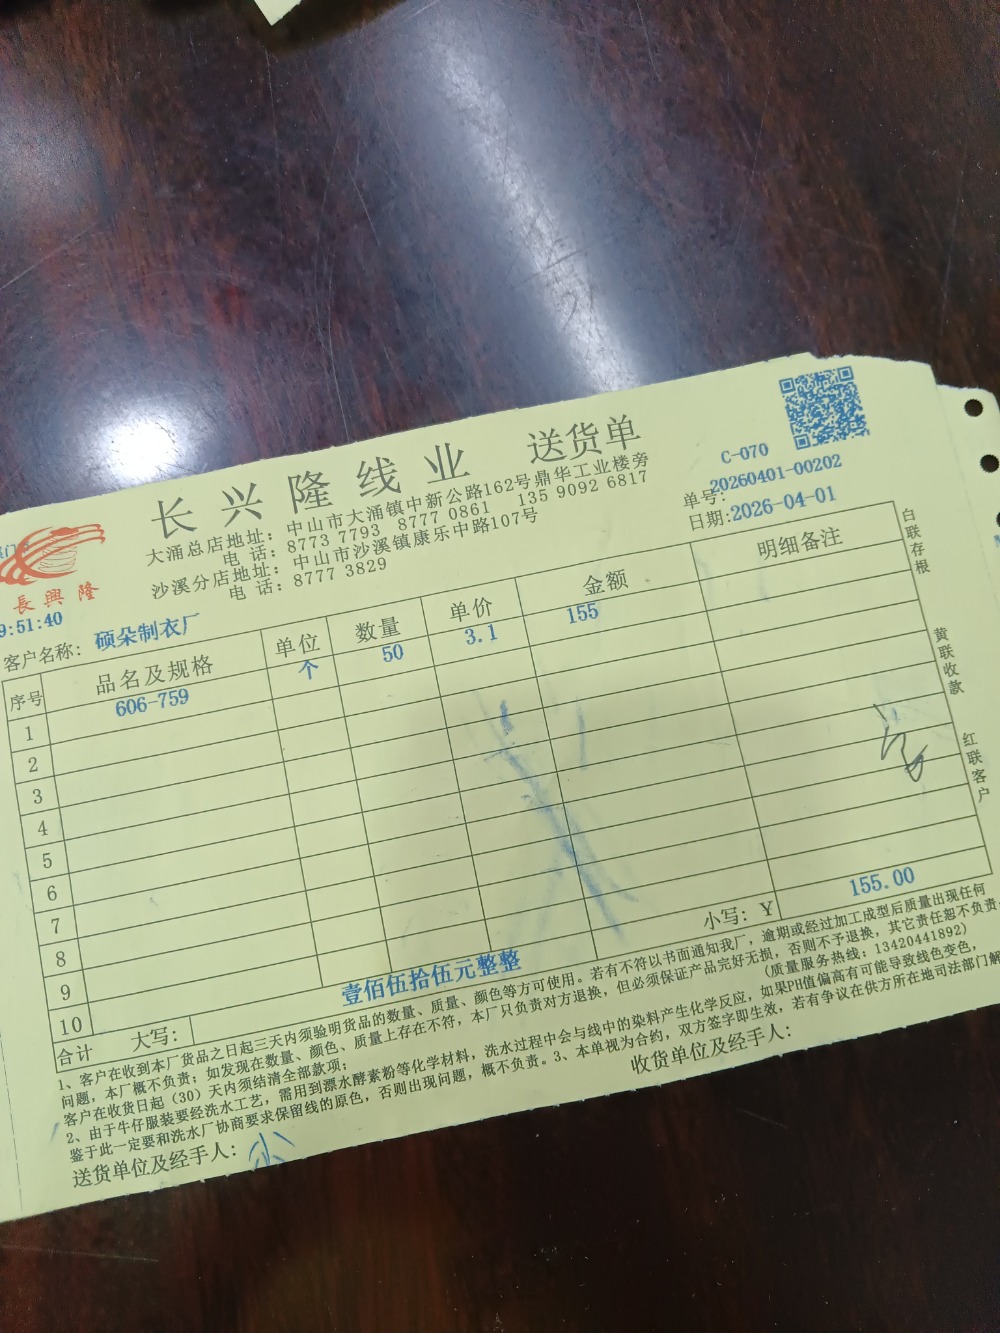 长兴隆线业 送货单
大涌总店地址: 中山市大涌镇中新公路162号鼎华工业楼旁
电 话: 8773 7793 8777 0861 135 9092 6817
沙溪分店地址: 中山市沙溪镇康乐中路107号
电 话: 8777 3829
長興隆
C-070
单号: 20260401-00202
日期: 2026-04-01
9:51:40
客户名称: 硕朵制衣厂
序号 品名及规格 单位 数量 单价 金额 明细备注
1 606-759 个 50 3.1 155
2
3
4
5
6
7
8
9
10
合计 大写: 壹佰伍拾伍元整整 小写: Y 155.00
白联存根
黄联收款
红联客户
1、客户在收到本厂货品之日起三天内须验明货品的数量、质量、颜色等方可使用。若有不符以书面通知我厂，逾期或经过加工成型后质量出现任何
问题，本厂概不负责；如发现在数量、颜色、质量上存在不符，本厂只负责对方退换，但必须保证产品完好无损，否则不予退换，其它责任恕不负责。
客户在收货日起（30）天内须结清全部款项； (质量服务热线: 13420441892)
2、由于牛仔服装要经洗水工艺，需用到漂水酵素粉等化学材料，洗水过程中会与线中的染料产生化学反应，如果PH值偏高有可能导致线色变色，
鉴于此一定要和洗水厂协商要求保留线的原色，否则出现问题，概不负责。3、本单视为合约，双方签字即生效，若有争议在供方所在地司法部门解
送货单位及经手人: 收货单位及经手人: